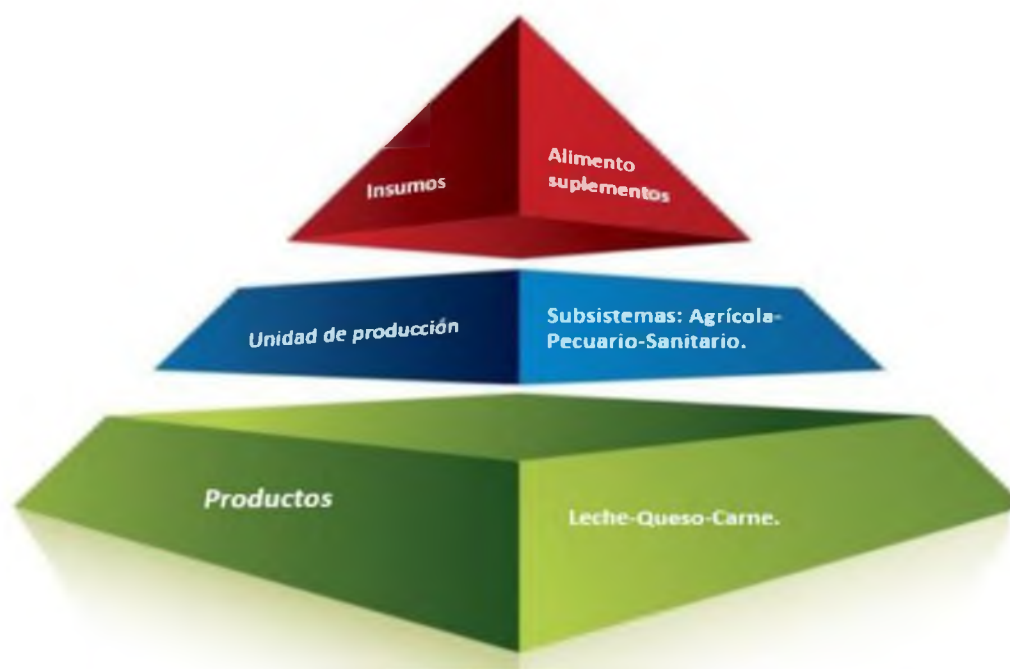 Insumos
Alimento
suplementos
Unidad de producción
Subsistemas: Agrícola-
Pecuario-Sanitario.
Productos
Leche-Queso-Carne.